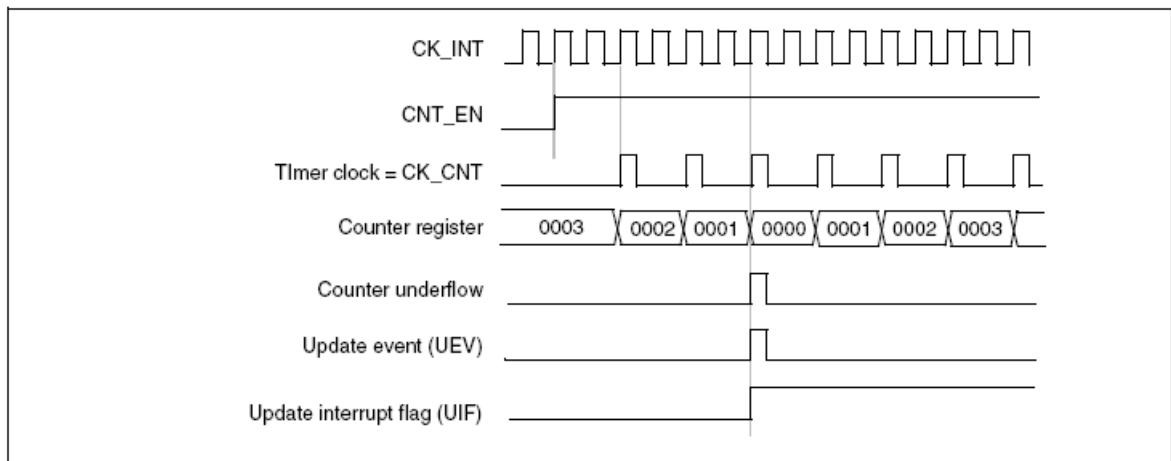 CK_INT
CNT_EN
TImer clock = CK_CNT
Counter register 0003 0002 0001 0000 0001 0002 0003
Counter underflow
Update event (UEV)
Update interrupt flag (UIF)